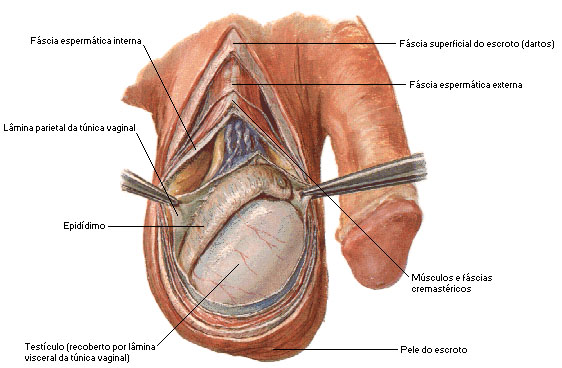 Fáscia espermática interna
Fáscia superficial do escroto (dartos)
Fáscia espermática externa
Lâmina parietal da túnica vaginal
Epidídimo
Músculos e fáscias
cremastéricos
Testículo (recoberto por lâmina
visceral da túnica vaginal)
Pele do escroto